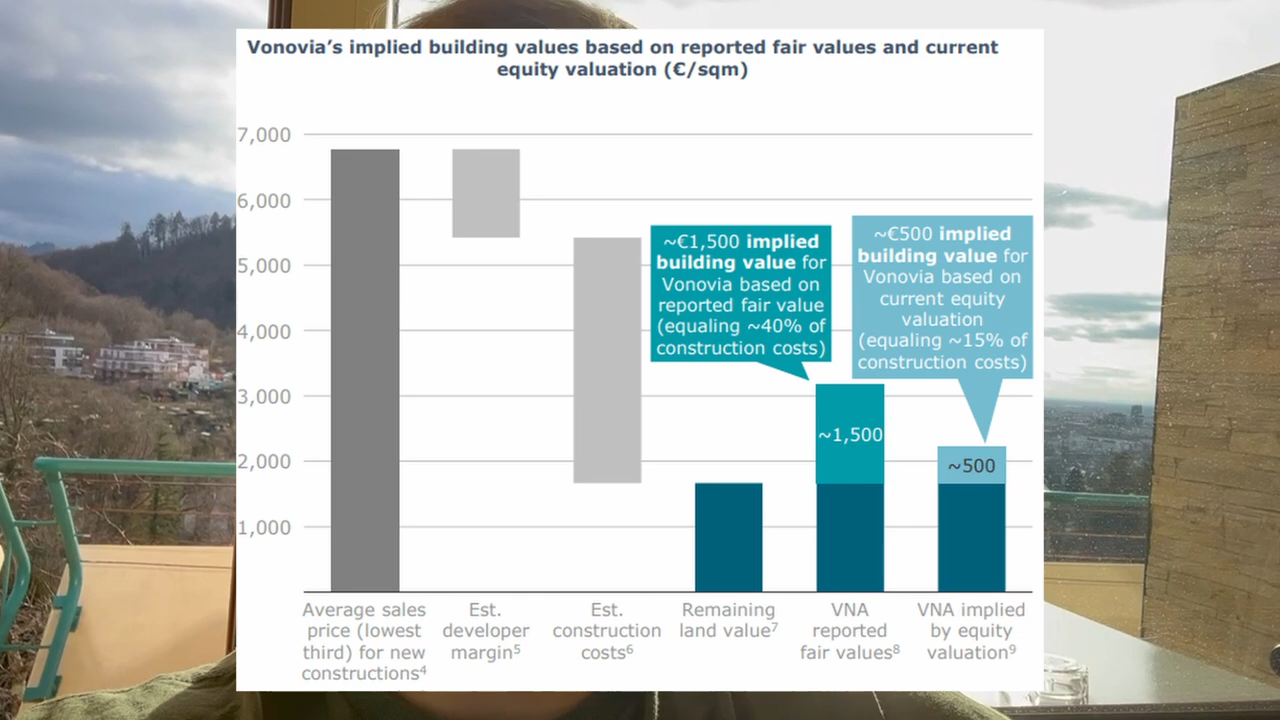 Vonovia's implied building values based on reported fair values and current
equity valuation (€/sqm)
7,000
6,000
5,000
4,000
3,000
2,000
1,000
~€1,500 implied
building value for
Vonovia based on
reported fair value
(equaling ~40% of
construction costs)
~€500 implied
building value for
Vonovia based on
current equity
valuation
(equaling ~15% of
construction costs)
~1,500
~500
Average sales
price (lowest
third) for new
constructions⁴
Est.
developer
margin⁵
Est.
construction
costs⁶
Remaining
land value⁷
VNA
reported
fair values⁸
VNA implied
by equity
valuation⁹